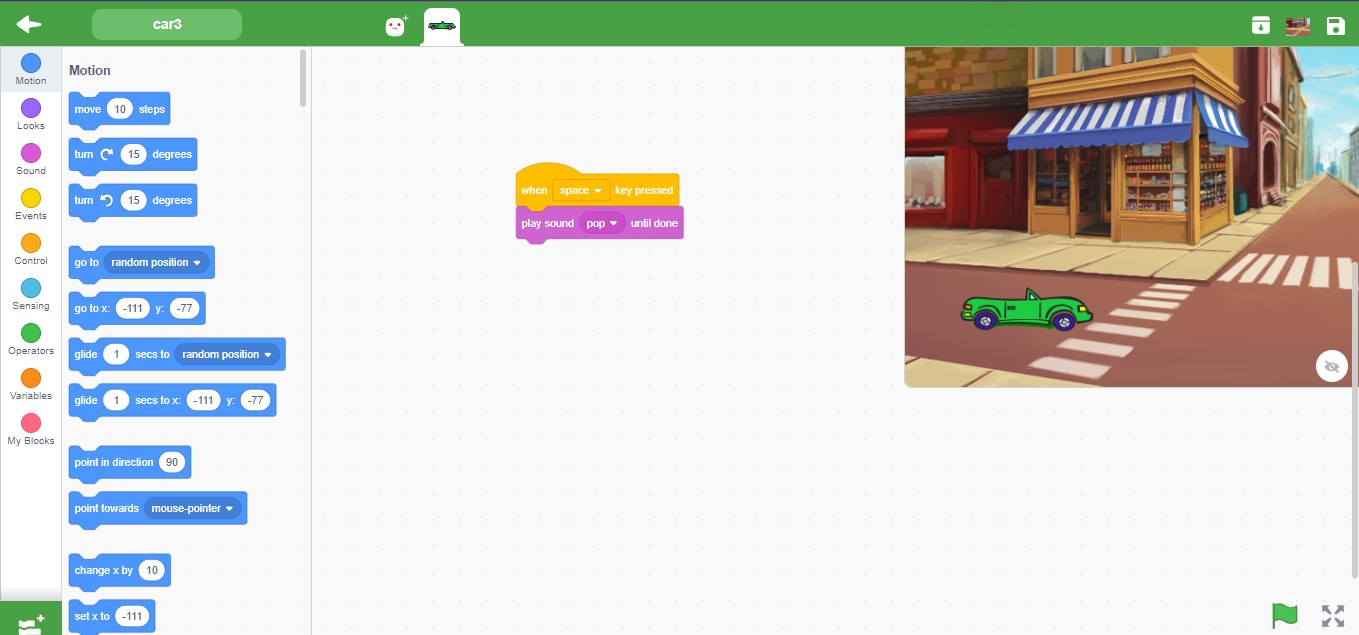 car3
Motion
Looks
Sound
Events
Control
Sensing
Operators
Variables
My Blocks
Motion
move 10 steps
turn 15 degrees
turn 15 degrees
go to random position
go to x: -111 y: -77
glide 1 secs to random position
glide 1 secs to x: -111 y: -77
point in direction 90
point towards mouse-pointer
change x by 10
set x to -111
when space key pressed
play sound pop until done